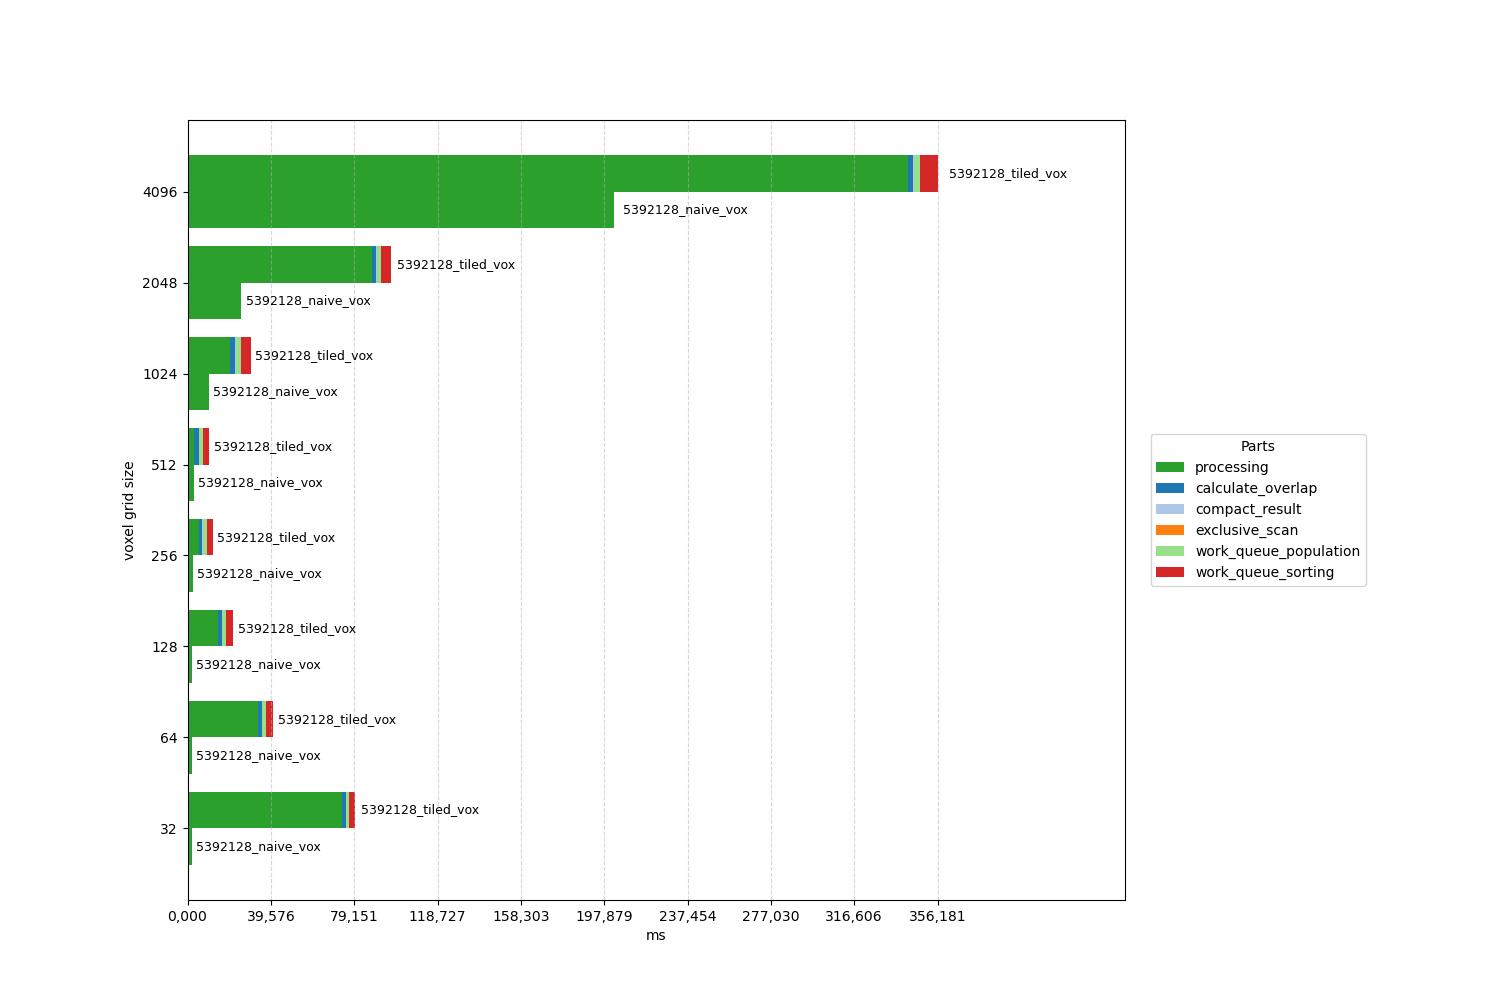 4096
5392128_tiled_vox
5392128_naive_vox
2048
5392128_tiled_vox
5392128_naive_vox
1024
5392128_tiled_vox
5392128_naive_vox
512
5392128_tiled_vox
5392128_naive_vox
256
5392128_tiled_vox
5392128_naive_vox
128
5392128_tiled_vox
5392128_naive_vox
64
5392128_tiled_vox
5392128_naive_vox
32
5392128_tiled_vox
5392128_naive_vox
voxel grid size
0,000 39,576 79,151 118,727 158,303 197,879 237,454 277,030 316,606 356,181
ms
Parts
processing
calculate_overlap
compact_result
exclusive_scan
work_queue_population
work_queue_sorting